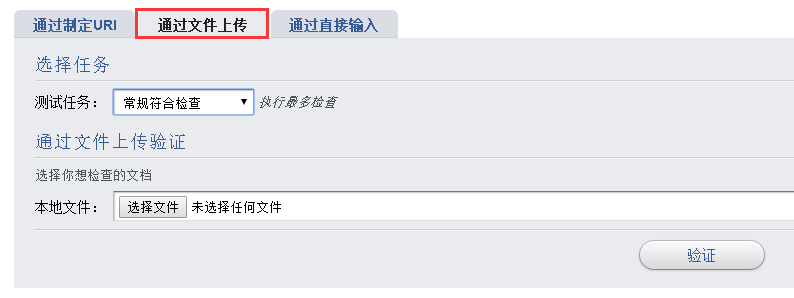 通过制定URI 通过文件上传 通过直接输入
选择任务
测试任务： 常规符合检查 执行最多检查
通过文件上传验证
选择你想检查的文档
本地文件： 选择文件 未选择任何文件
验证